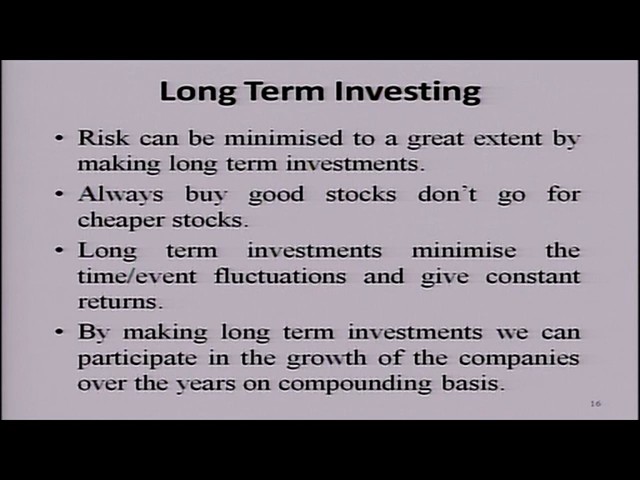 Long Term Investing
• Risk can be minimised to a great extent by
making long term investments.
• Always buy good stocks don't go for
cheaper stocks.
• Long term investments minimise the
time/event fluctuations and give constant
returns.
• By making long term investments we can
participate in the growth of the companies
over the years on compounding basis.
16